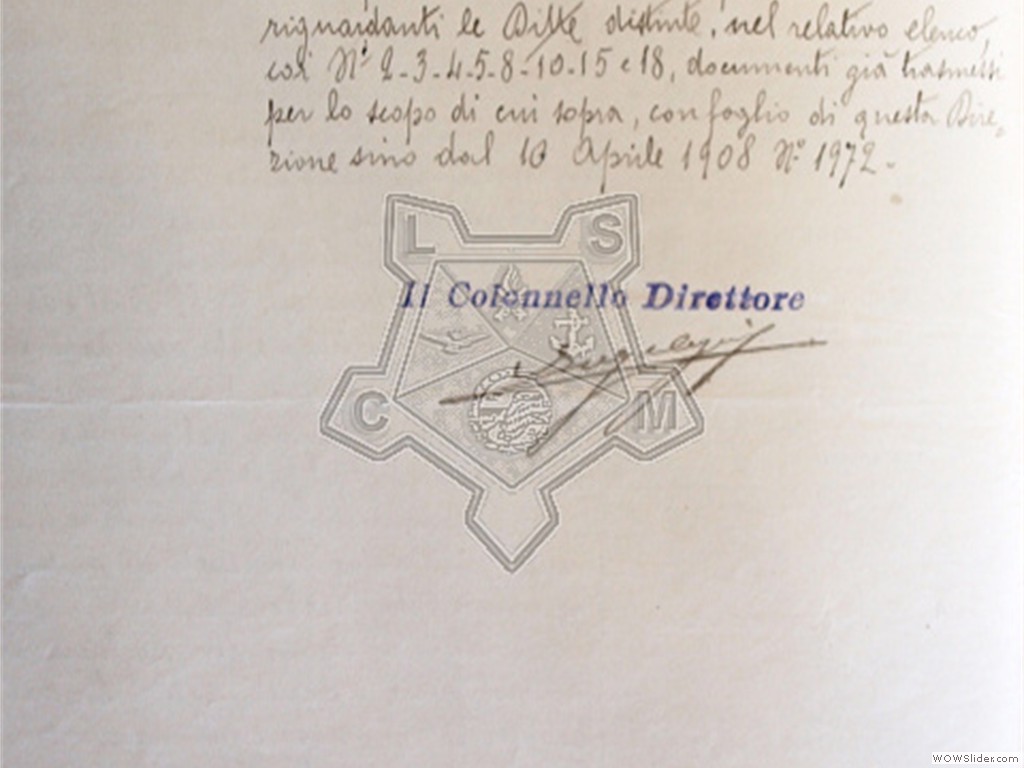 riguardanti le Ditte distinte, nel relativo elenco,
coi Nⁱ 2-3-4-5-8-10-15 e 18, documenti già trasmessi
per lo scopo di cui sopra, con foglio di questa Dire-
zione sino dal 10 Aprile 1908 Nº 1972.
L S
Il Colonnello Direttore
C M
WOWSlider.com